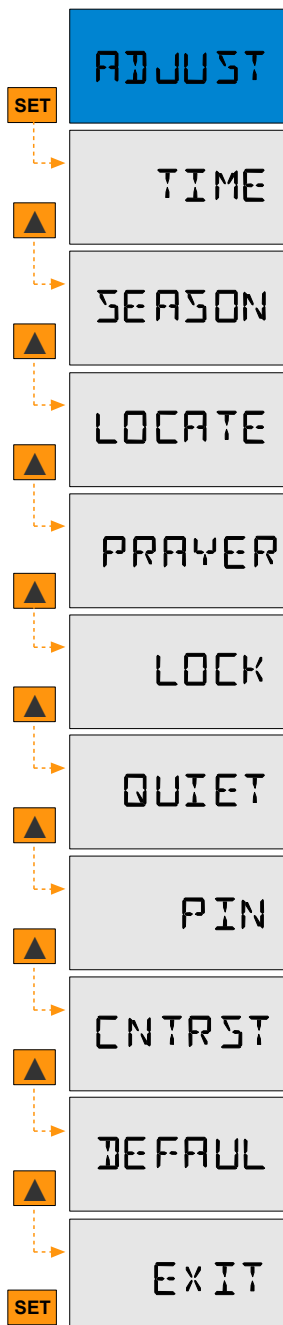 ADJUST
SET
TIME
SEASON
LOCATE
PRAYER
LOCK
QUIET
PIN
CNTRST
DEFAUL
EXIT
SET